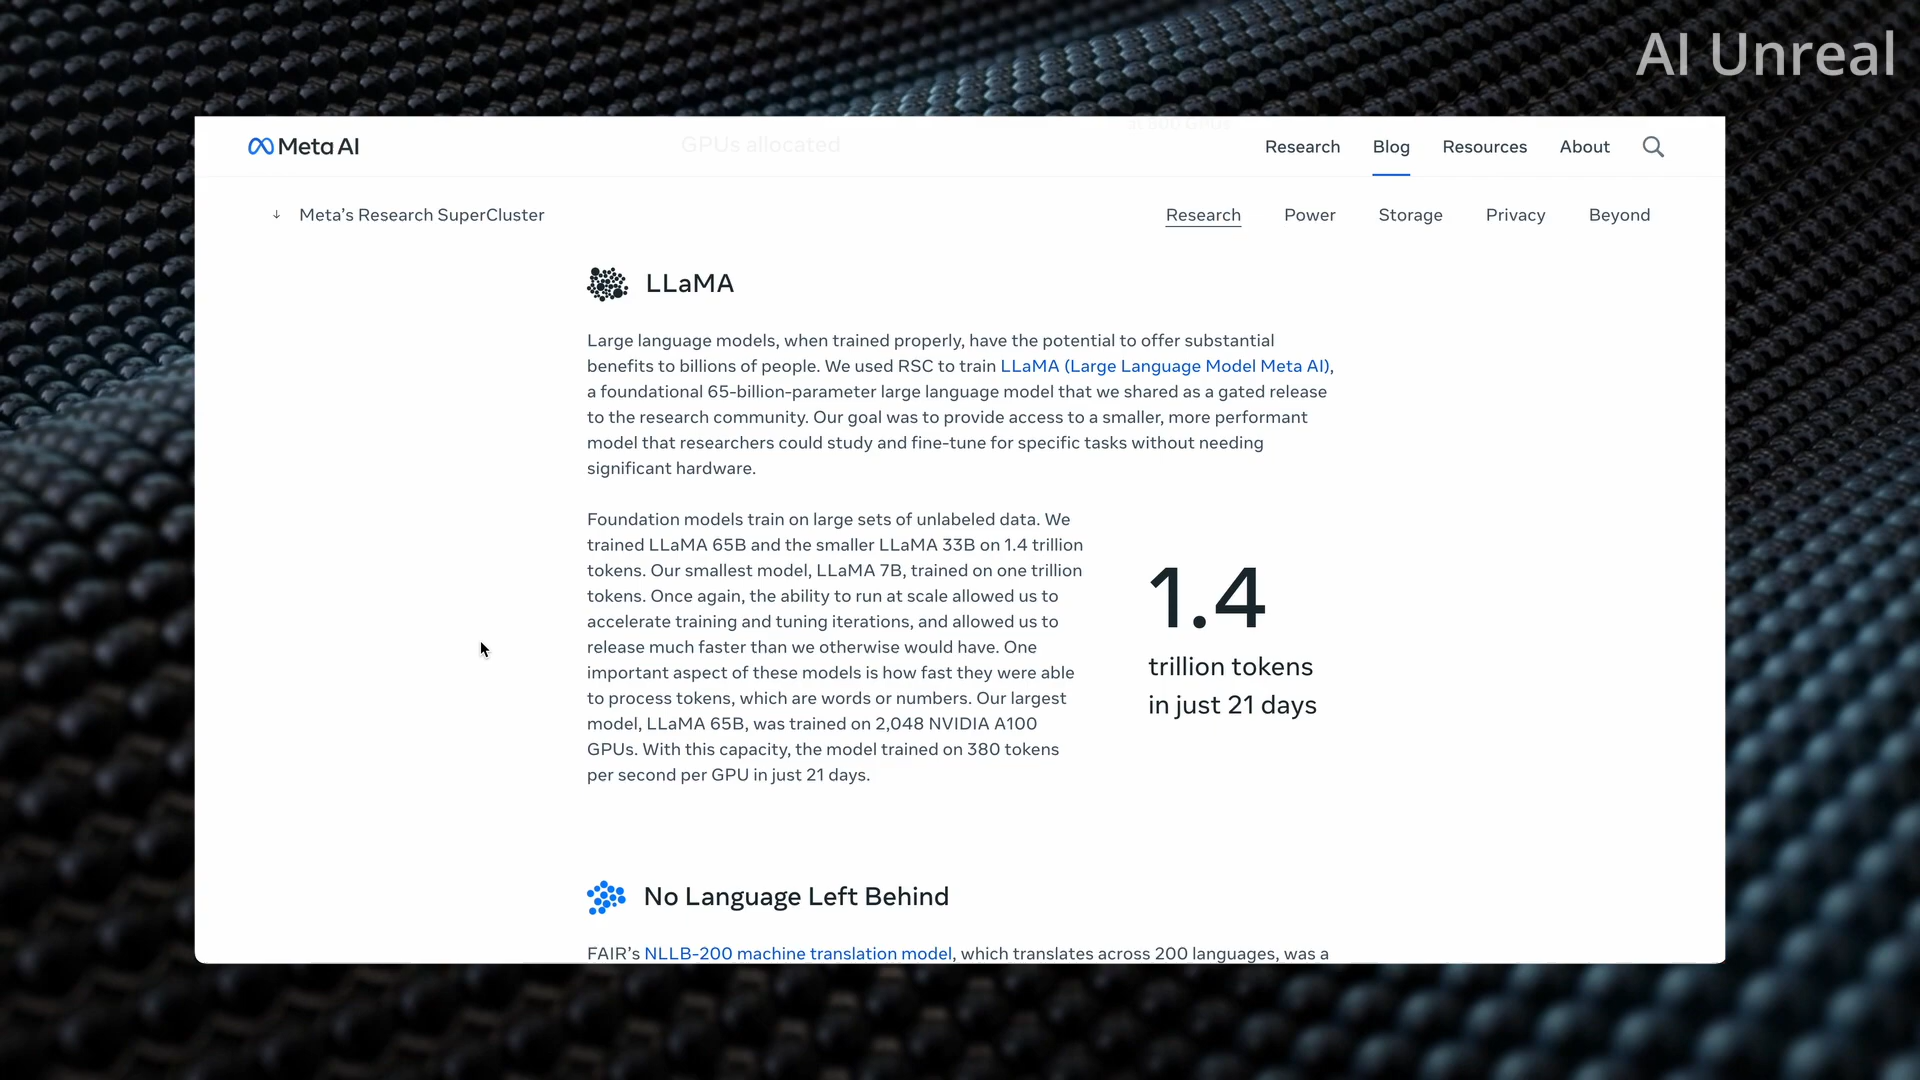 AI Unreal
GPUs allocated
Meta AI
Research
Blog
Resources
About
Meta's Research SuperCluster
Research
Power
Storage
Privacy
Beyond
LLaMA
Large language models, when trained properly, have the potential to offer substantial
benefits to billions of people. We used RSC to train LLaMA (Large Language Model Meta AI),
a foundational 65-billion-parameter large language model that we shared as a gated release
to the research community. Our goal was to provide access to a smaller, more performant
model that researchers could study and fine-tune for specific tasks without needing
significant hardware.
Foundation models train on large sets of unlabeled data. We
trained LLaMA 65B and the smaller LLaMA 33B on 1.4 trillion
tokens. Our smallest model, LLaMA 7B, trained on one trillion
tokens. Once again, the ability to run at scale allowed us to
accelerate training and tuning iterations, and allowed us to
release much faster than we otherwise would have. One
important aspect of these models is how fast they were able
to process tokens, which are words or numbers. Our largest
model, LLaMA 65B, was trained on 2,048 NVIDIA A100
GPUs. With this capacity, the model trained on 380 tokens
per second per GPU in just 21 days.
1.4
trillion tokens
in just 21 days
No Language Left Behind
FAIR's NLLB-200 machine translation model, which translates across 200 languages, was a